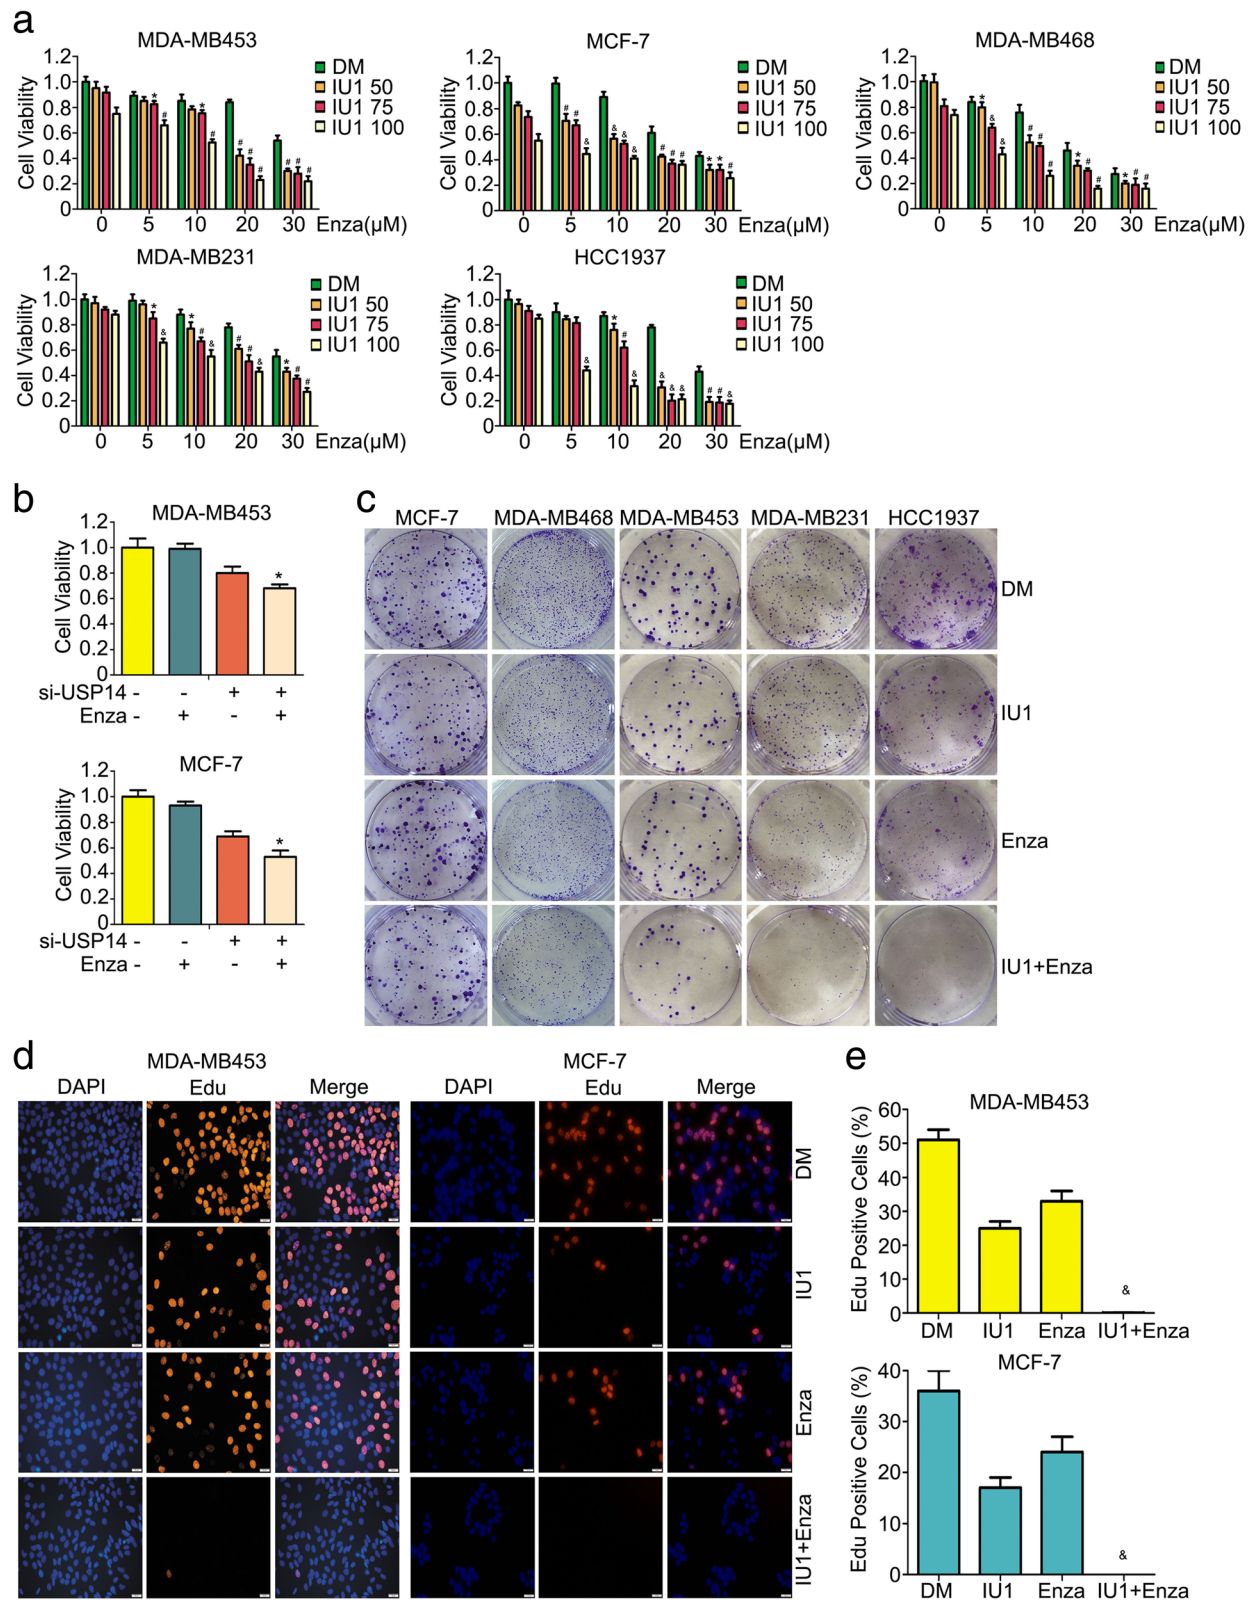 a
MDA-MB453
1.2
1.0
0.8
0.6
0.4
0.2
0
Cell Viability
DM
IU1 50
IU1 75
IU1 100
* # * # # # # # # #
0 5 10 20 30 Enza(μM)
MCF-7
1.2
1.0
0.8
0.6
0.4
0.2
0
Cell Viability
DM
IU1 50
IU1 75
IU1 100
# # & & & & # # # * * #
0 5 10 20 30 Enza(μM)
MDA-MB468
1.2
1.0
0.8
0.6
0.4
0.2
0
Cell Viability
DM
IU1 50
IU1 75
IU1 100
* & & # # # * # # * # #
0 5 10 20 30 Enza(μM)
MDA-MB231
1.2
1.0
0.8
0.6
0.4
0.2
0
Cell Viability
DM
IU1 50
IU1 75
IU1 100
* & * # & # # & * # #
0 5 10 20 30 Enza(μM)
HCC1937
1.2
1.0
0.8
0.6
0.4
0.2
0
Cell Viability
DM
IU1 50
IU1 75
IU1 100
& * # & & & & # # &
0 5 10 20 30 Enza(μM)
b
MDA-MB453
1.2
1.0
0.8
0.6
0.4
0.2
0
Cell Viability
*
si-USP14 - - + +
Enza - + - +
MCF-7
1.2
1.0
0.8
0.6
0.4
0.2
0
Cell Viability
*
si-USP14 - - + +
Enza - + - +
c
MCF-7 MDA-MB468 MDA-MB453 MDA-MB231 HCC1937
DM
IU1
Enza
IU1+Enza
d
MDA-MB453 MCF-7
DAPI Edu Merge DAPI Edu Merge
DM
IU1
Enza
IU1+Enza
e
MDA-MB453
60
50
40
30
20
10
0
Edu Positive Cells (%)
&
DM IU1 Enza IU1+Enza
MCF-7
40
30
20
10
0
Edu Positive Cells (%)
&
DM IU1 Enza IU1+Enza